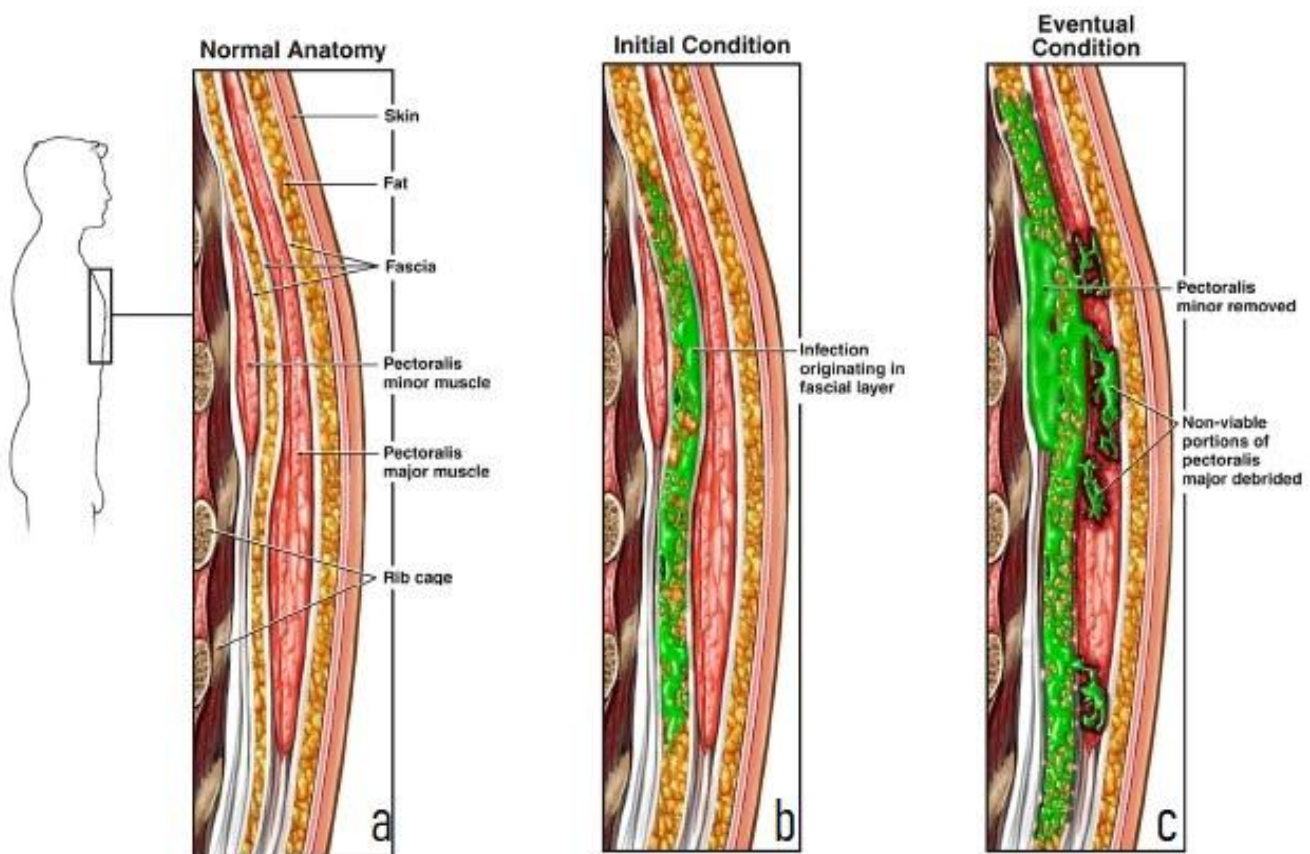 Normal Anatomy
Skin
Fat
Fascia
Pectoralis
minor muscle
Pectoralis
major muscle
Rib cage
a
Initial Condition
Infection
originating in
fascial layer
b
Eventual
Condition
Pectoralis
minor removed
Non-viable
portions of
pectoralis
major debrided
c